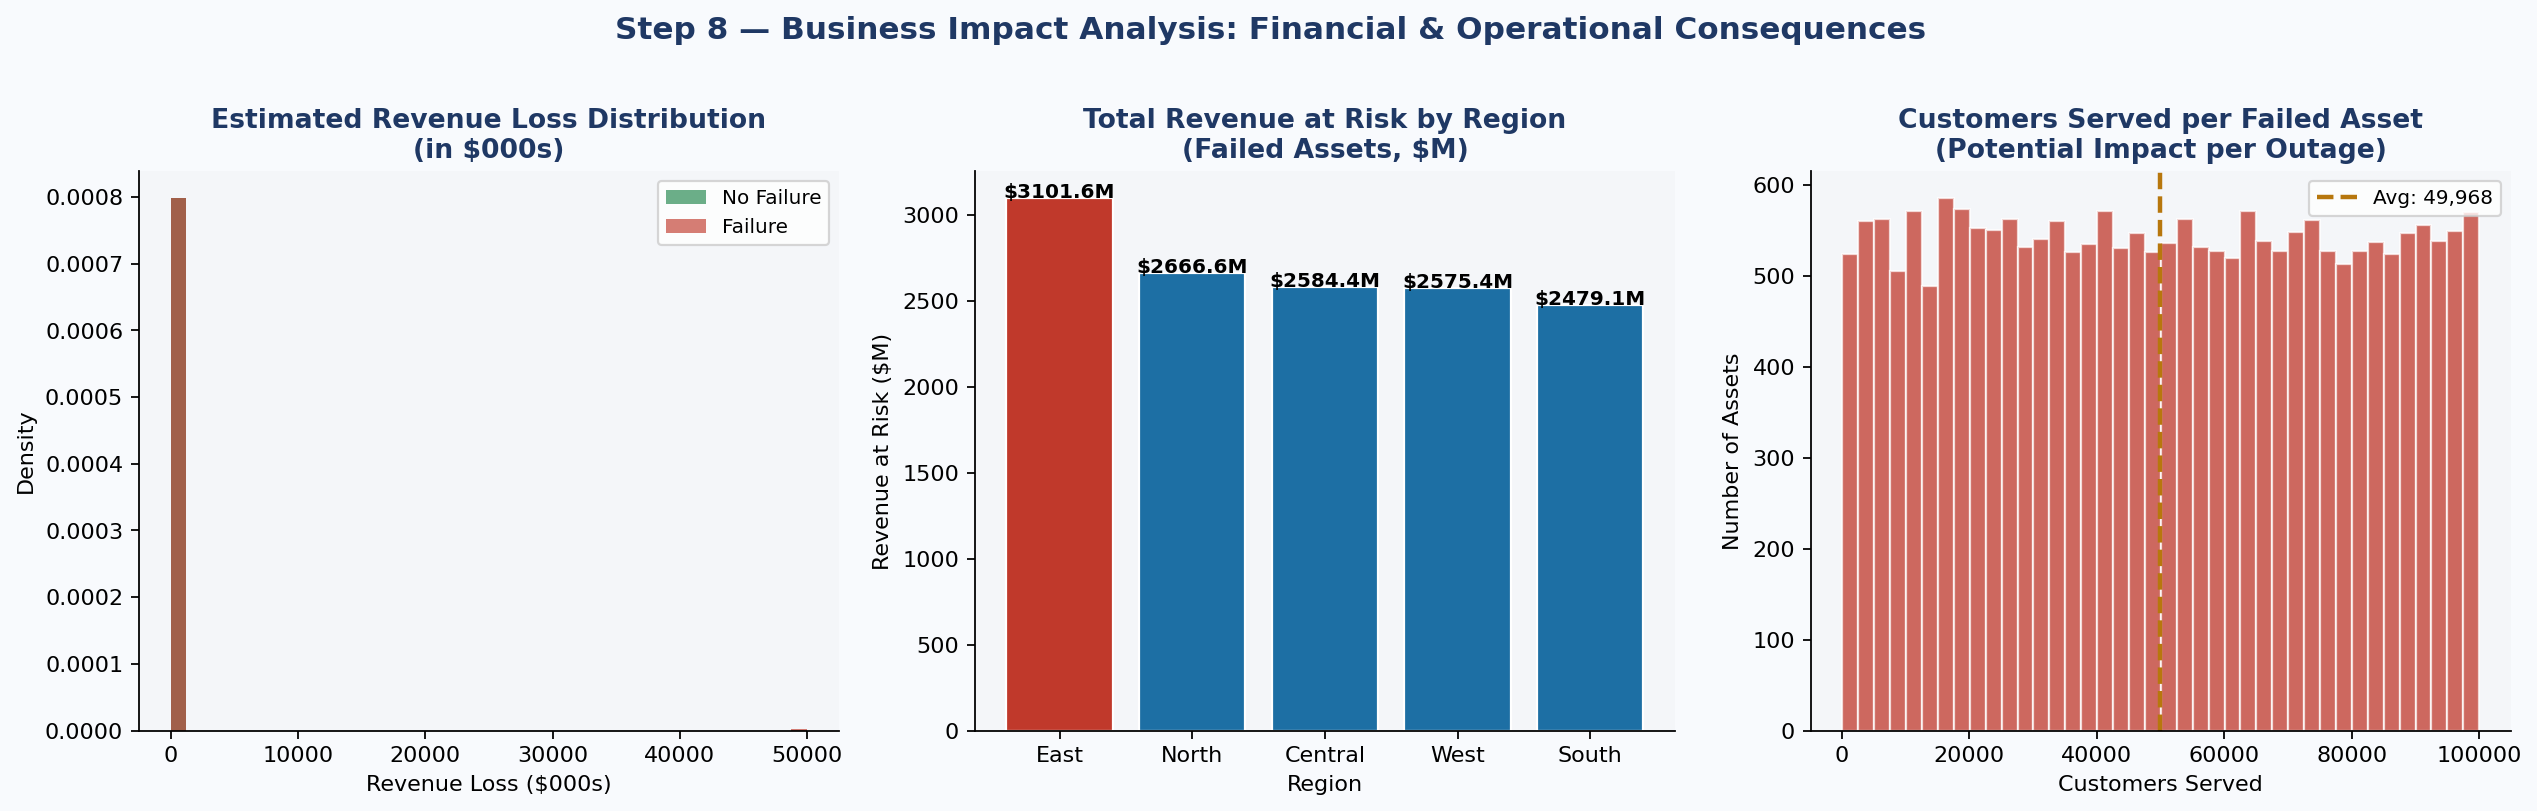 Step 8 — Business Impact Analysis: Financial & Operational Consequences
Estimated Revenue Loss Distribution
(in $000s)
0.0008
0.0007
0.0006
0.0005
0.0004
0.0003
0.0002
0.0001
0.0000
Density
No Failure
Failure
0 10000 20000 30000 40000 50000
Revenue Loss ($000s)
Total Revenue at Risk by Region
(Failed Assets, $M)
3000
2500
2000
1500
1000
500
0
Revenue at Risk ($M)
$3101.6M
$2666.6M
$2584.4M
$2575.4M
$2479.1M
East North Central West South
Region
Customers Served per Failed Asset
(Potential Impact per Outage)
600
500
400
300
200
100
0
Number of Assets
Avg: 49,968
0 20000 40000 60000 80000 100000
Customers Served